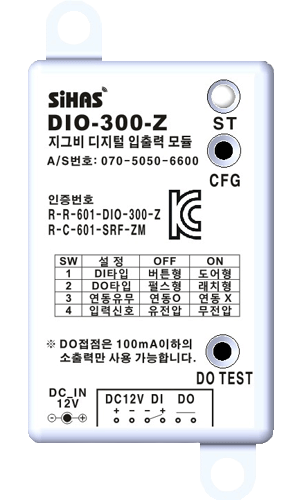 SiHAS
DIO-300-Z
ST
지그비 디지털 입출력 모듈
A/S번호: 070-5050-6600
CFG
인증번호
R-R-601-DIO-300-Z
R-C-601-SRF-ZM
SW 설 정 OFF ON
1 DI타입 버튼형 도어형
2 DO타입 펄스형 래치형
3 연동유무 연동O 연동 X
4 입력신호 유전압 무전압
※ DO접점은 100mA이하의
소출력만 사용 가능합니다.
DO TEST
DC_IN
12V
DC12V DI DO
- + + -